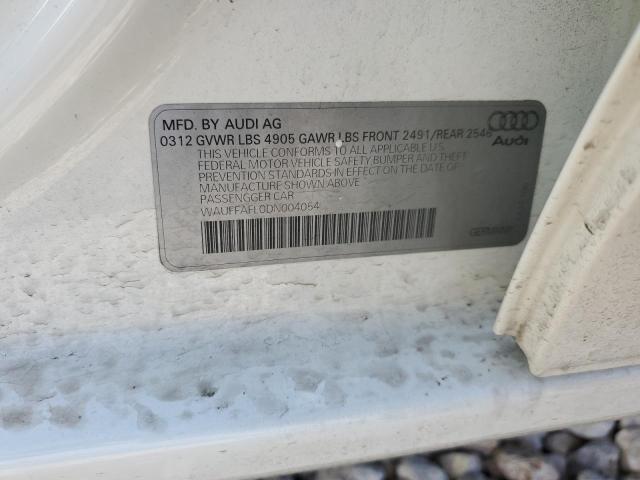 MFD. BY AUDI AG
0312 GVWR LBS 4905 GAWR LBS FRONT 2491/REAR 2546
THIS VEHICLE CONFORMS TO ALL APPLICABLE U.S.
FEDERAL MOTOR VEHICLE SAFETY BUMPER AND THEFT
PREVENTION STANDARDS IN EFFECT ON THE DATE OF
MANUFACTURE SHOWN ABOVE
PASSENGGER CAR
WAUFFAFL0DN004054
Audi
GERMANY